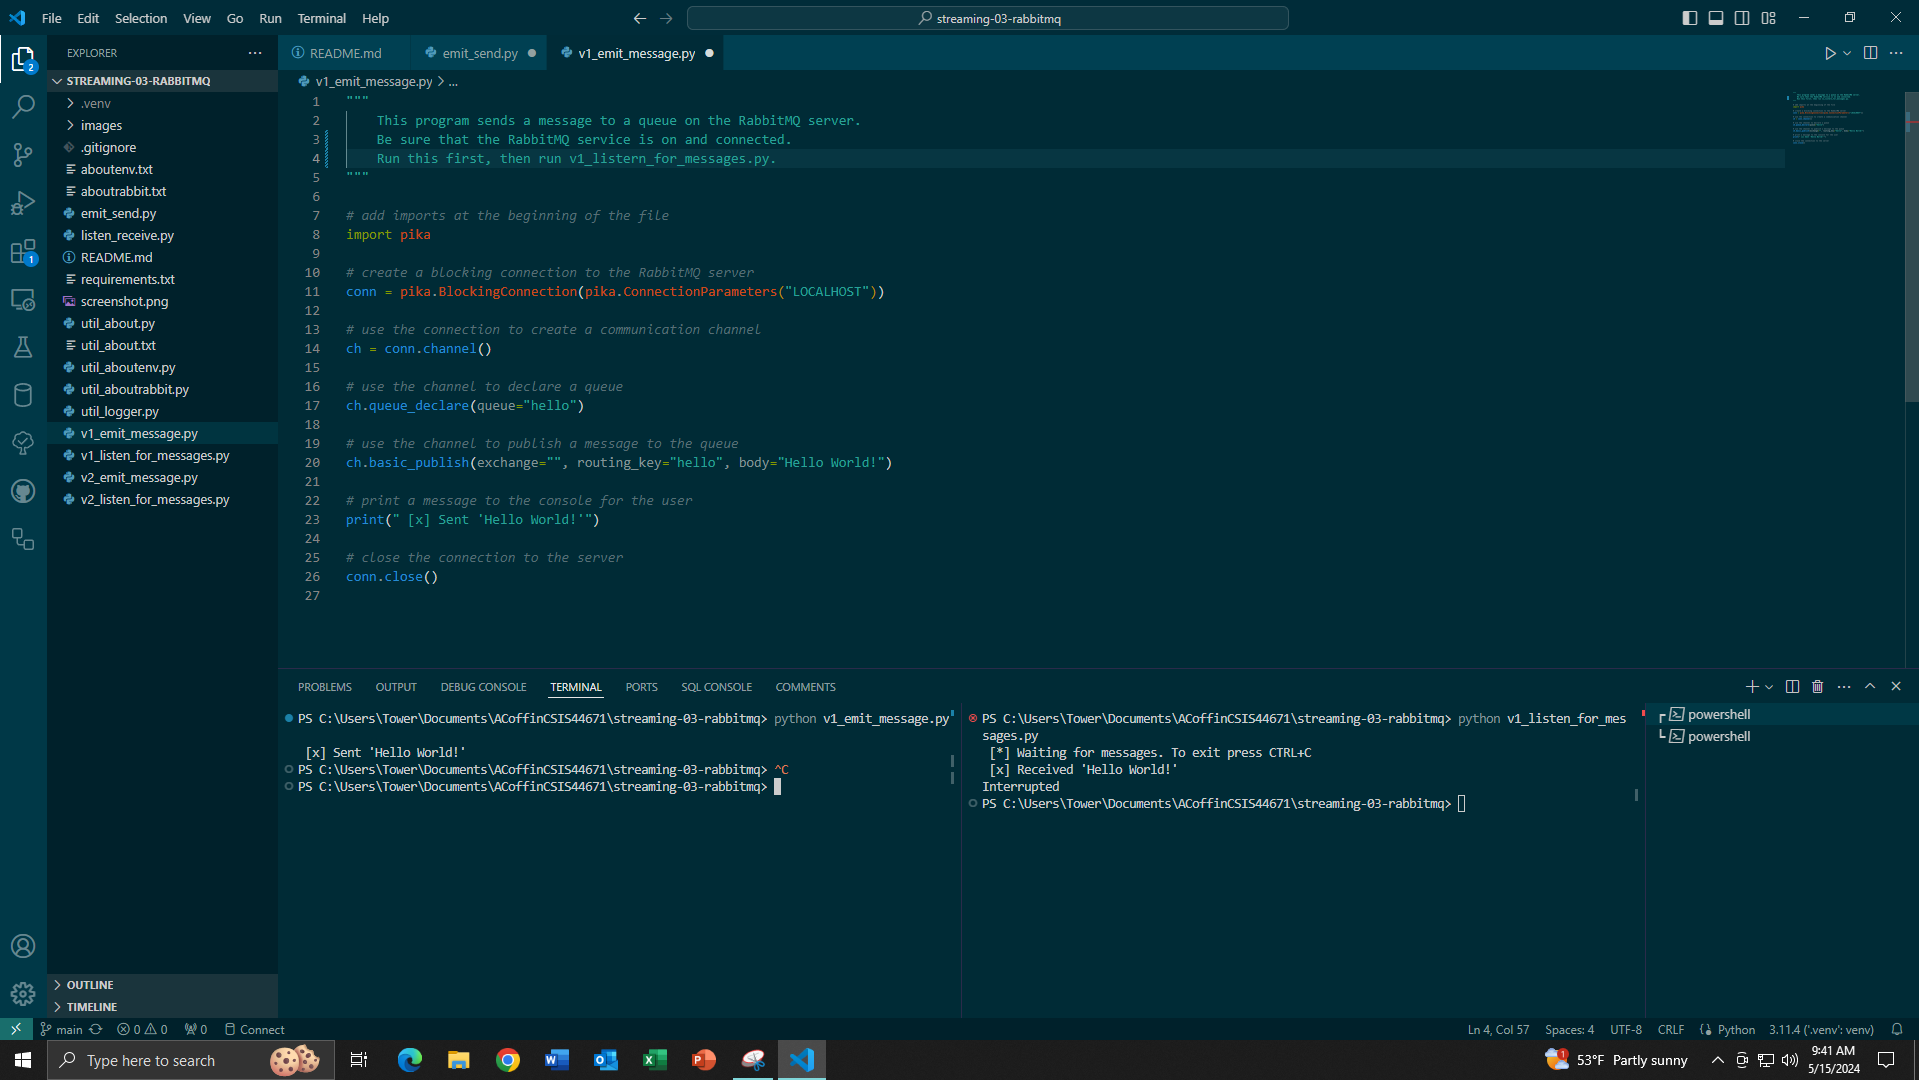 File Edit Selection View Go Run Terminal Help
streaming-03-rabbitmq
EXPLORER
README.md
emit_send.py
v1_emit_message.py
STREAMING-03-RABBITMQ
.venv
images
.gitignore
aboutenv.txt
aboutrabbit.txt
emit_send.py
listen_receive.py
README.md
requirements.txt
screenshot.png
util_about.py
util_about.txt
util_aboutenv.py
util_aboutrabbit.py
util_logger.py
v1_emit_message.py
v1_listen_for_messages.py
v2_emit_message.py
v2_listen_for_messages.py
OUTLINE
TIMELINE
2
1
v1_emit_message.py > ...
1 """
2 This program sends a message to a queue on the RabbitMQ server.
3 Be sure that the RabbitMQ service is on and connected.
4 Run this first, then run v1_listern_for_messages.py.
5 """
6
7 # add imports at the beginning of the file
8 import pika
9
10 # create a blocking connection to the RabbitMQ server
11 conn = pika.BlockingConnection(pika.ConnectionParameters("LOCALHOST"))
12
13 # use the connection to create a communication channel
14 ch = conn.channel()
15
16 # use the channel to declare a queue
17 ch.queue_declare(queue="hello")
18
19 # use the channel to publish a message to the queue
20 ch.basic_publish(exchange="", routing_key="hello", body="Hello World!")
21
22 # print a message to the console for the user
23 print(" [x] Sent 'Hello World!'")
24
25 # close the connection to the server
26 conn.close()
27
PROBLEMS OUTPUT DEBUG CONSOLE TERMINAL PORTS SQL CONSOLE COMMENTS
PS C:\Users\Tower\Documents\ACoffinCSIS44671\streaming-03-rabbitmq> python v1_emit_message.py
[x] Sent 'Hello World!'
PS C:\Users\Tower\Documents\ACoffinCSIS44671\streaming-03-rabbitmq> ^C
PS C:\Users\Tower\Documents\ACoffinCSIS44671\streaming-03-rabbitmq>
PS C:\Users\Tower\Documents\ACoffinCSIS44671\streaming-03-rabbitmq> python v1_listen_for_mes
sages.py
[*] Waiting for messages. To exit press CTRL+C
[x] Received 'Hello World!'
Interrupted
PS C:\Users\Tower\Documents\ACoffinCSIS44671\streaming-03-rabbitmq>
powershell
powershell
main 0 0 0 Connect
Ln 4, Col 57 Spaces: 4 UTF-8 CRLF Python 3.11.4 ('.venv': venv)
Type here to search
1
53°F Partly sunny
9:41 AM
5/15/2024